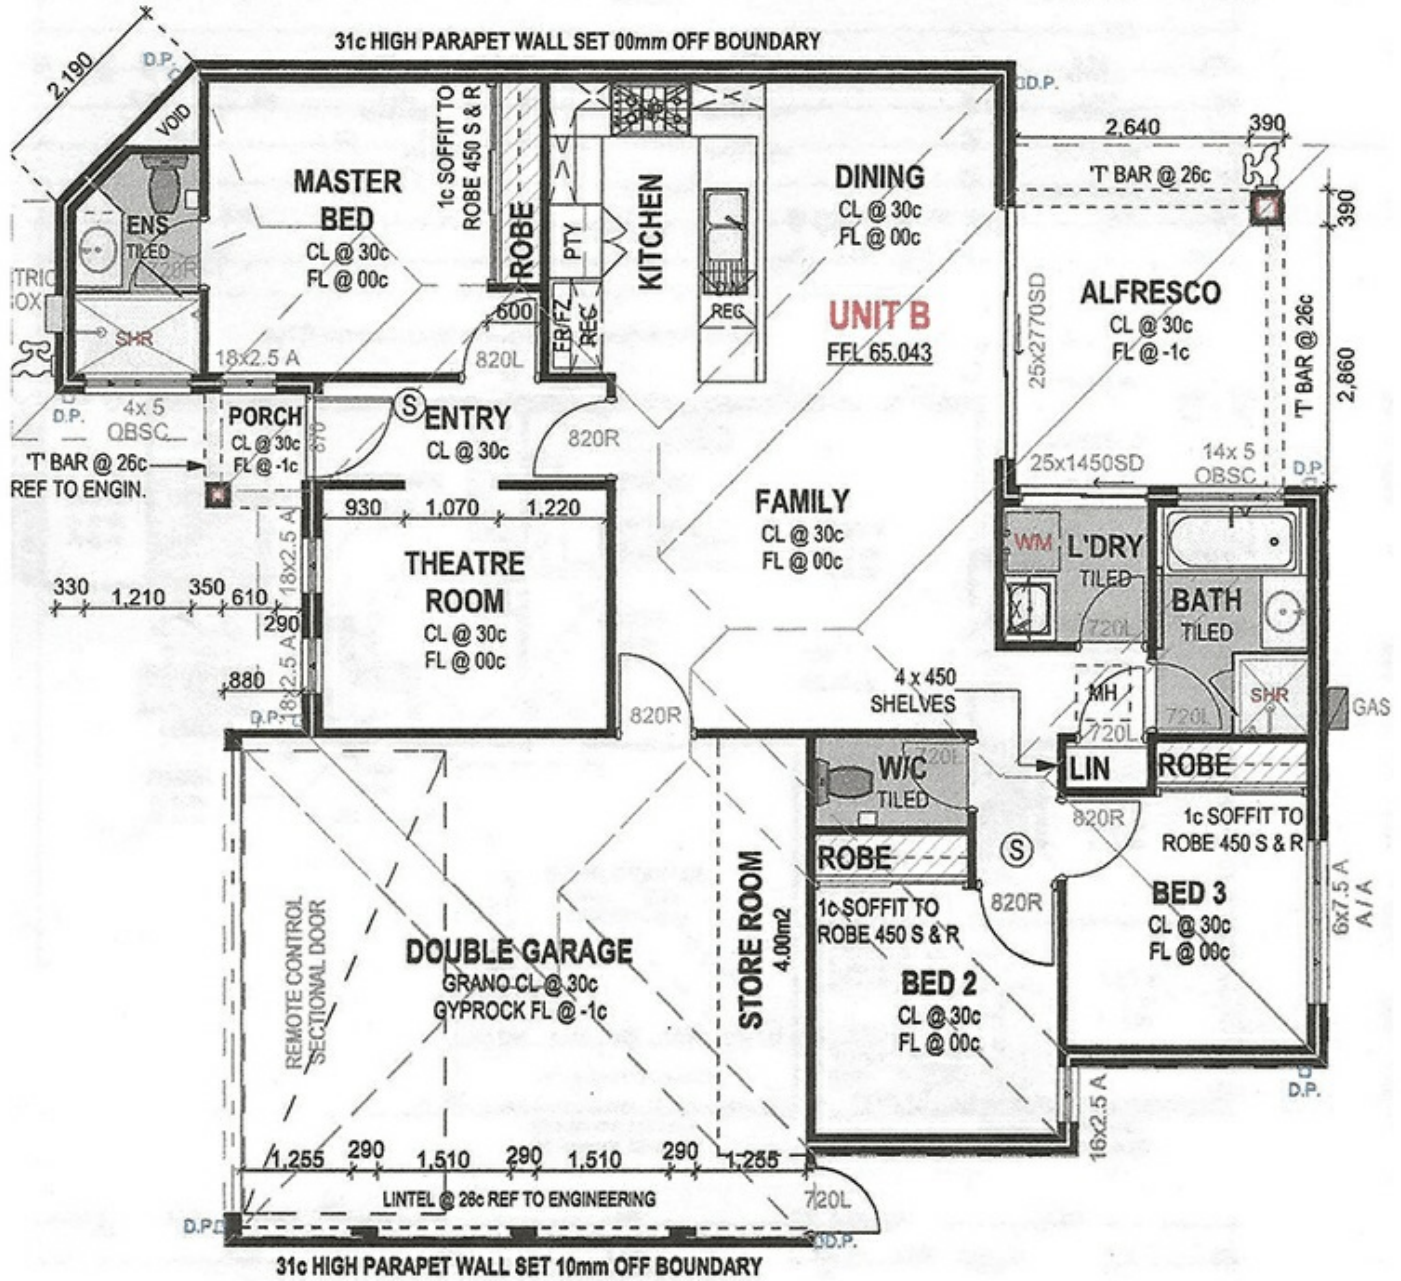 31c HIGH PARAPET WALL SET 00mm OFF BOUNDARY
2,190
D.P.
D.P.
VOID
1c SOFFIT TO
ROBE 450 S & R
2,640
390
'T' BAR @ 26c
390
MASTER
BED
CL @ 30c
FL @ 00c
ENS
TILED
720R
ROBE
PTY
KITCHEN
DINING
CL @ 30c
FL @ 00c
UNIT B
FFL 65.043
25x2770SD
ALFRESCO
CL @ 30c
FL @ -1c
'T' BAR @ 26c
2,860
SHR
600
FR/FZ
REC
REC
18x2.5 A
820L
D.P.
4x 5
OBSC
PORCH
CL @ 30c
FL @ -1c
S
ENTRY
CL @ 30c
820R
'T' BAR @ 26c
REF TO ENGIN.
25x1450SD
14x 5
OBSC
D.P.
930
1,070
1,220
FAMILY
CL @ 30c
FL @ 00c
18x2.5 A
THEATRE
ROOM
CL @ 30c
FL @ 00c
WM
L'DRY
TILED
720L
BATH
TILED
330
1,210
350
610
290
880
18x2.5 A
D.P.
820R
4 x 450
SHELVES
MH
720L
720L
SHR
GAS
W/C
TILED
720L
LIN
ROBE
820R
1c SOFFIT TO
ROBE 450 S & R
ROBE
S
BED 3
CL @ 30c
FL @ 00c
6x7.5 A
A / A
1c SOFFIT TO
ROBE 450 S & R
820R
REMOTE CONTROL
SECTIONAL DOOR
DOUBLE GARAGE
GRANO CL @ 30c
GYPROCK FL @ -1c
STORE ROOM
4.00m2
BED 2
CL @ 30c
FL @ 00c
D.P.
16x2.5 A
1,255
290
1,510
290
1,510
290
1,255
LINTEL @ 26c REF TO ENGINEERING
720L
D.P.
D.P.
31c HIGH PARAPET WALL SET 10mm OFF BOUNDARY